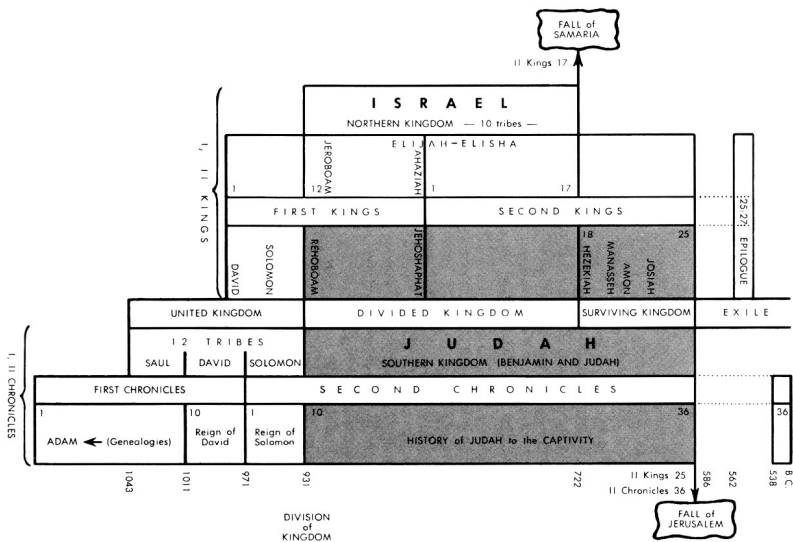 FALL of
SAMARIA
II Kings 17
I S R A E L
NORTHERN KINGDOM — 10 tribes —
ELIJAH—ELISHA
JEROBOAM
AHAZIAH
1
12
1
17
I, II KINGS
FIRST KINGS
SECOND KINGS
25:27
DAVID
SOLOMON
REHOBOAM
JEHOSHAPHAT
18
HEZEKIAH
MANASSEH
AMON
JOSIAH
25
EPILOGUE
UNITED KINGDOM
DIVIDED KINGDOM
SURVIVING KINGDOM
EXILE
I, II CHRONICLES
12 TRIBES
SAUL
DAVID
SOLOMON
J U D A H
SOUTHERN KINGDOM (BENJAMIN AND JUDAH)
FIRST CHRONICLES
SECOND CHRONICLES
1
ADAM (Genealogies)
10
Reign of
David
1
Reign of
Solomon
10
HISTORY of JUDAH to the CAPTIVITY
36
36
1043
1011
971
931
722
586
562
538
B.C.
II Kings 25
II Chronicles 36
DIVISION
of
KINGDOM
FALL of
JERUSALEM